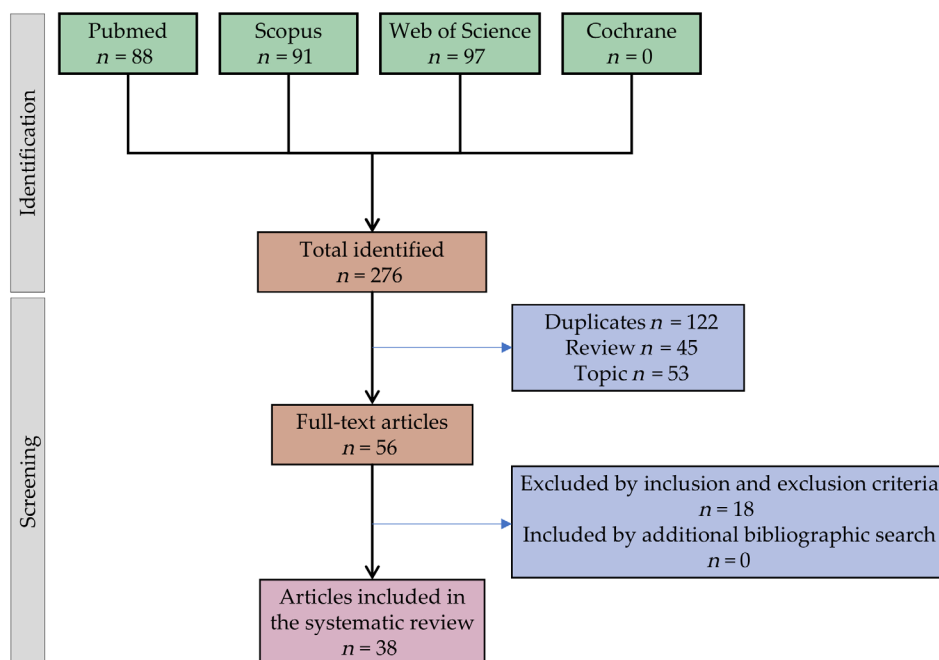 Identification
Pubmed
n = 88
Scopus
n = 91
Web of Science
n = 97
Cochrane
n = 0
Total identified
n = 276
Screening
Duplicates n = 122
Review n = 45
Topic n = 53
Full-text articles
n = 56
Excluded by inclusion and exclusion criteria
n = 18
Included by additional bibliographic search
n = 0
Articles included in
the systematic review
n = 38